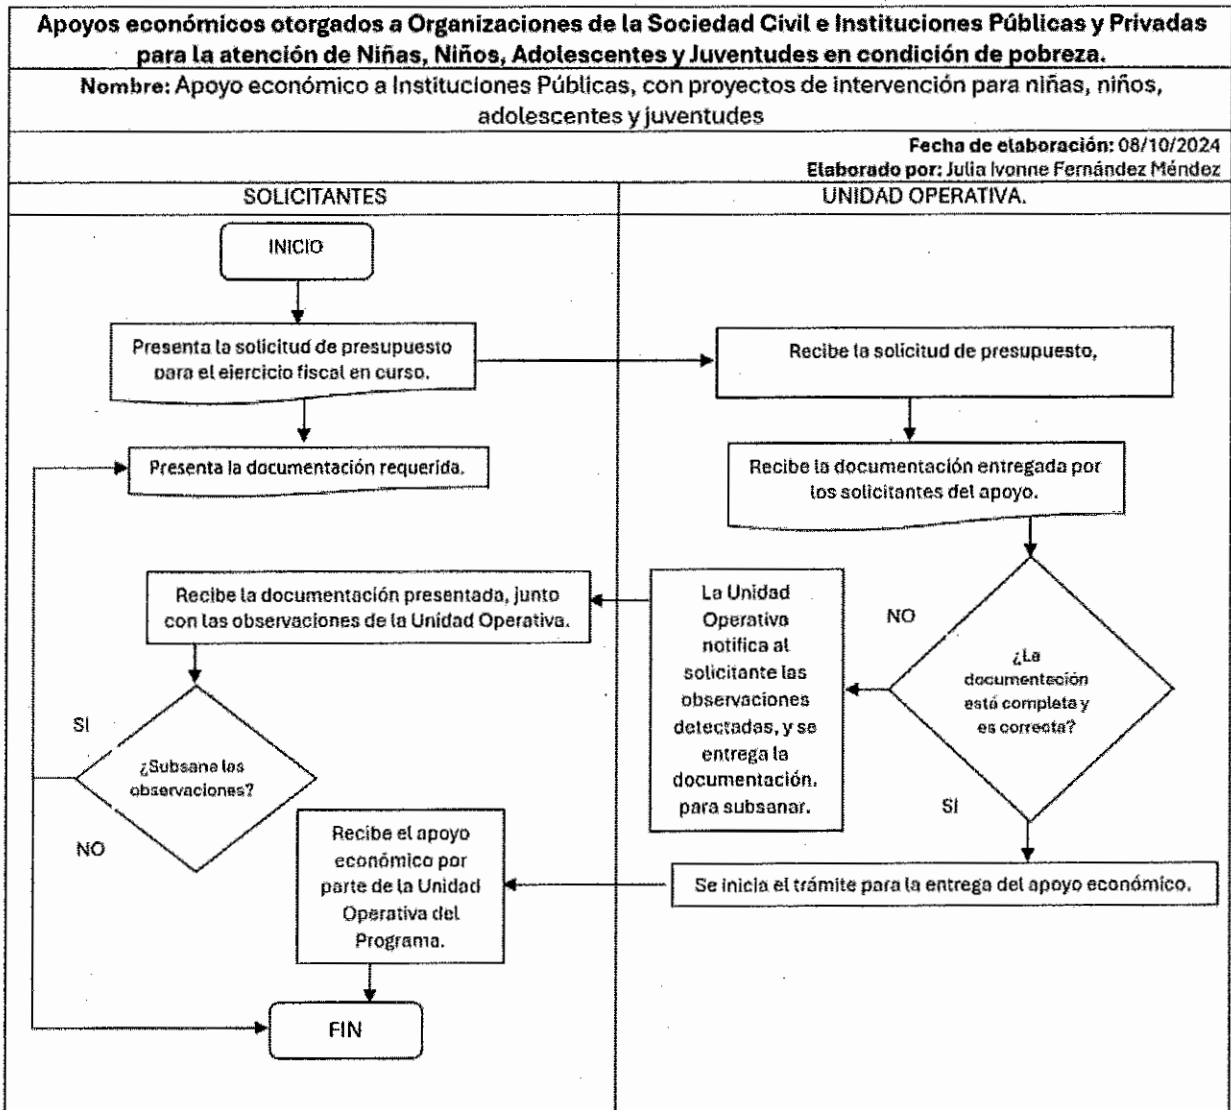 Apoyos económicos otorgados a Organizaciones de la Sociedad Civil e Instituciones Públicas y Privadas
para la atención de Niñas, Niños, Adolescentes y Juventudes en condición de pobreza.
Nombre: Apoyo económico a Instituciones Públicas, con proyectos de intervención para niñas, niños,
adolescentes y juventudes
Fecha de elaboración: 08/10/2024
Elaborado por: Julia Ivonne Fernández Méndez
SOLICITANTES
UNIDAD OPERATIVA.
INICIO
Presenta la solicitud de presupuesto
para el ejercicio fiscal en curso.
Recibe la solicitud de presupuesto,
Presenta la documentación requerida.
Recibe la documentación entregada por
los solicitantes del apoyo.
Recibe la documentación presentada, junto
con las observaciones de la Unidad Operativa.
La Unidad
Operativa
notifica al
solicitante las
observaciones
detectadas, y se
entrega la
documentación.
para subsanar.
NO
¿La
documentación
está completa y
es correcta?
SI
SI
¿Subsana las
observaciones?
NO
Recibe el apoyo
económico por
parte de la Unidad
Operativa del
Programa.
Se inicia el trámite para la entrega del apoyo económico.
FIN